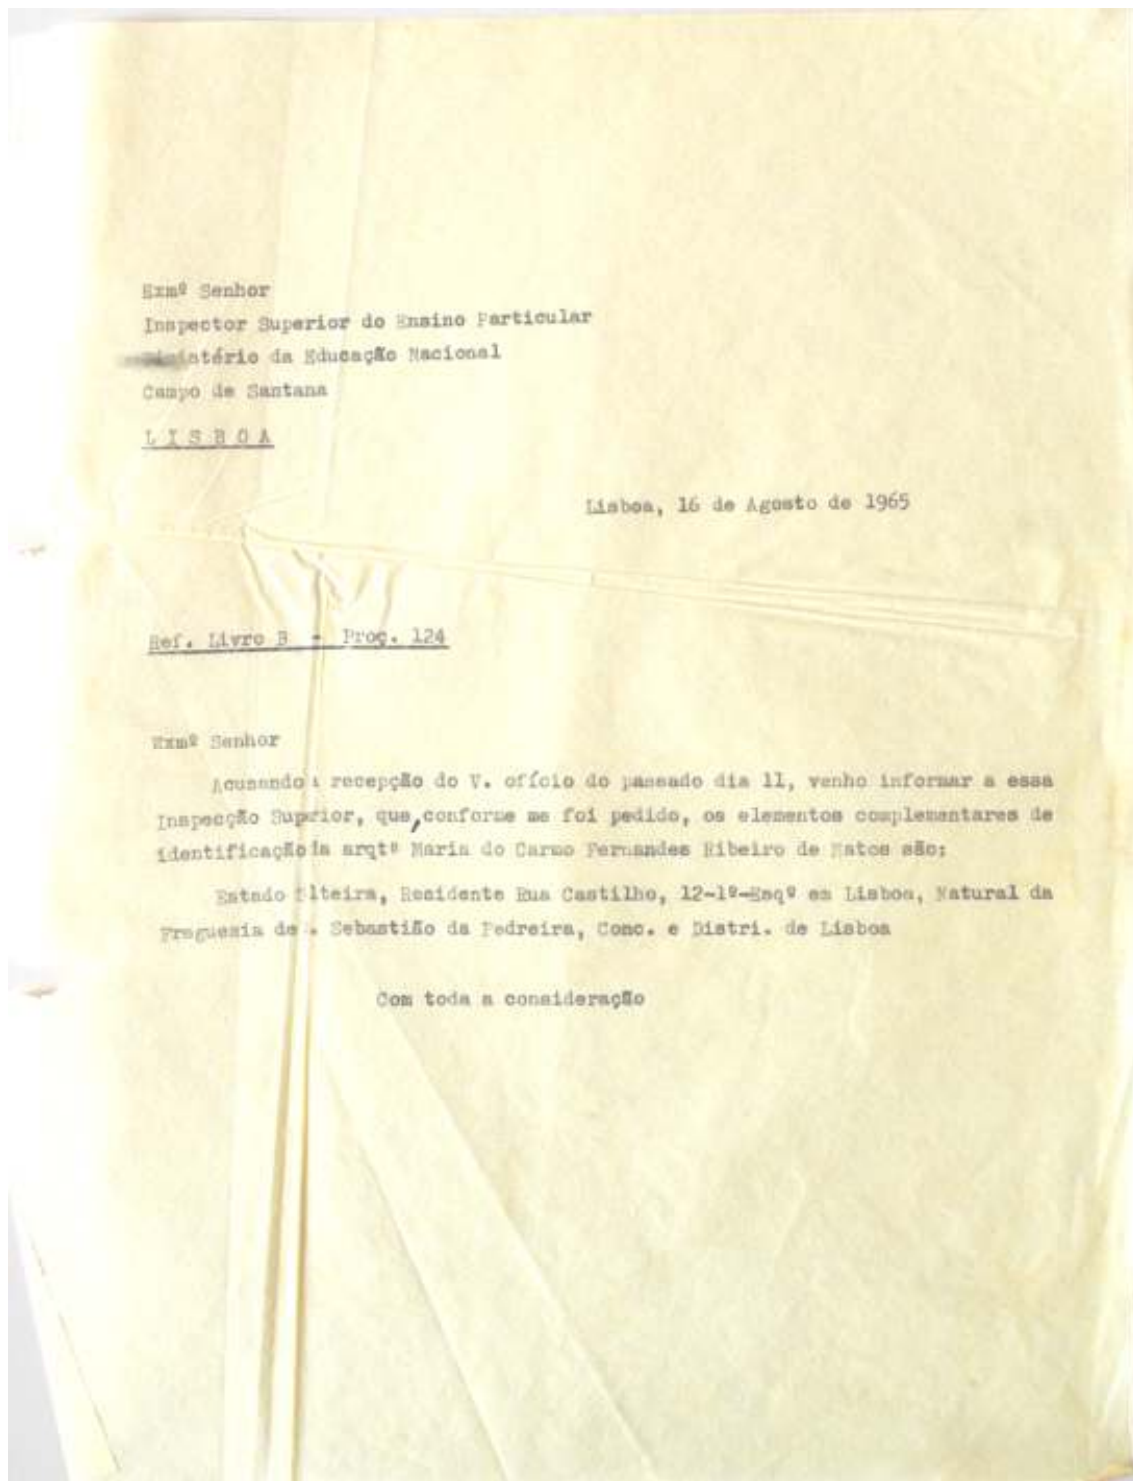 Exmº Senhor
Inspector Superior do Ensino Particular
Ministério da Educação Nacional
Campo de Santana
L I S B O A
Lisboa, 16 de Agosto de 1965
Ref. Livro B - Proç. 124
Exmº Senhor
Acusando a recepção do V. ofício do passado dia 11, venho informar a essa
Inspecção Superior, que, conforme me foi pedido, os elementos complementares de
identificação da arqtª Maria do Carmo Fernandes Ribeiro de Matos são;
Estado lteira, Residente Rua Castilho, 12-1º-Esqº em Lisboa, Natural da
Freguesia de . Sebastião da Pedreira, Conc. e Distri. de Lisboa
Com toda a consideração